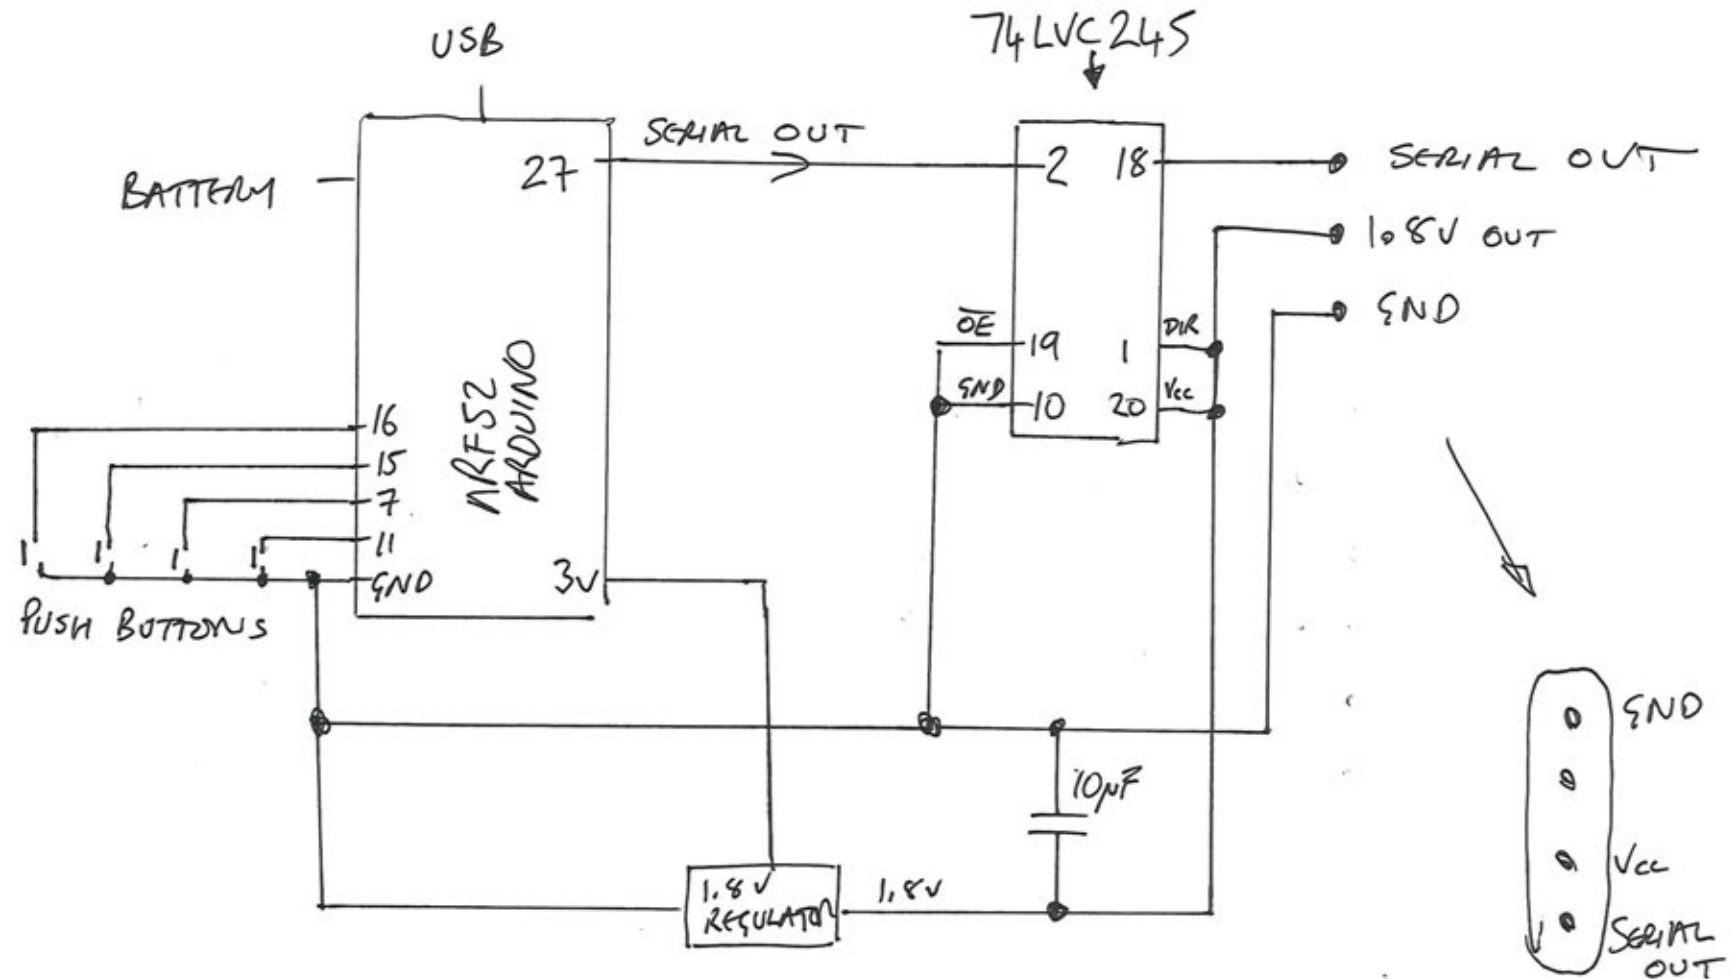 USB
74LVC245
BATTERY
27
SERIAL OUT
2
18
SERIAL OUT
1.8V OUT
GND
OE
19
1
DIR
GND
10
20
Vcc
NRF52
ARDUINO
16
15
7
11
GND
3V
PUSH BUTTONS
10µF
1.8V
REGULATOR
1.8V
GND
Vcc
SERIAL
OUT